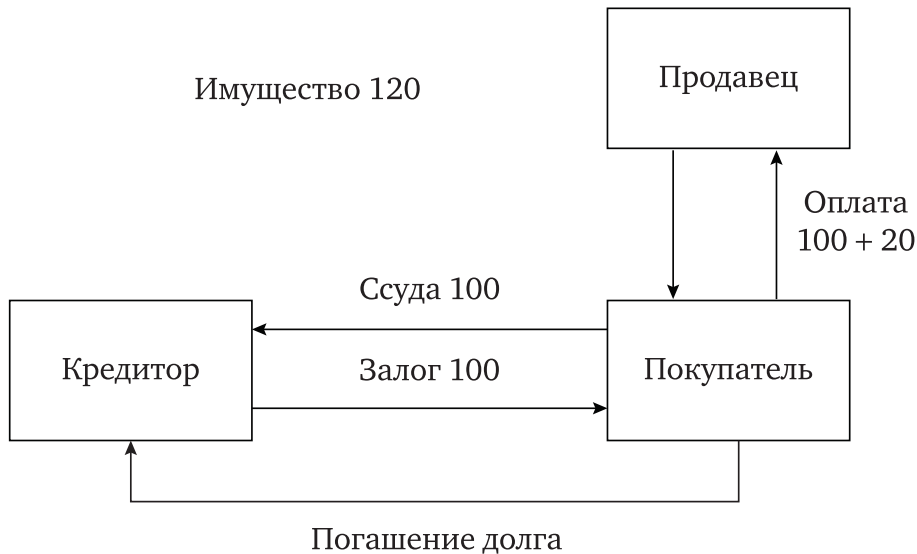 Продавец
Имущество 120
Оплата
100 + 20
Ссуда 100
Кредитор
Залог 100
Покупатель
Погашение долга